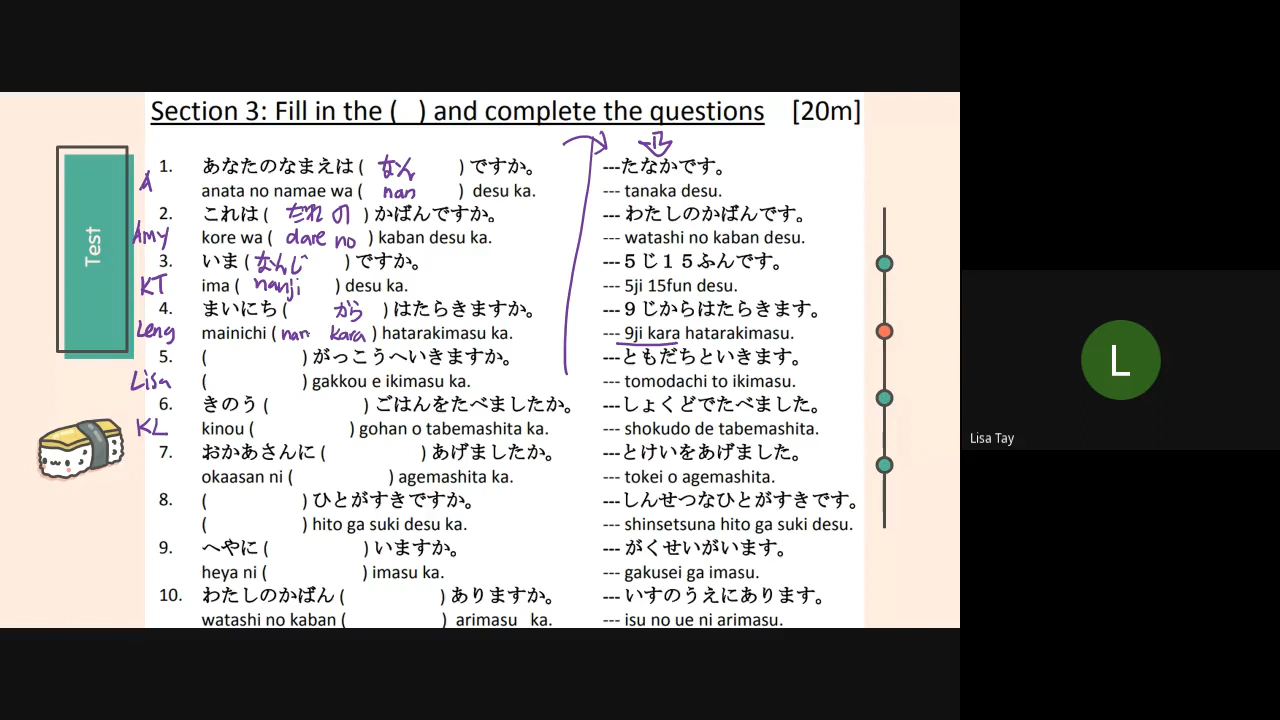 Section 3: Fill in the ( ) and complete the questions [20m]
Test
1. あなたのなまえは ( なん ) ですか。 ---たなかです。
A anata no namae wa ( nan ) desu ka. --- tanaka desu.
2. これは ( だれ の ) かばんですか。 --- わたしのかばんです。
Amy kore wa ( dare no ) kaban desu ka. --- watashi no kaban desu.
3. いま ( なんじ ) ですか。 ---５じ１５ふんです。
KT ima ( nanji ) desu ka. --- 5ji 15fun desu.
4. まいにち ( から ) はたらきますか。 ---９じからはたらきます。
Leng mainichi ( nan kara ) hatarakimasu ka. --- 9ji kara hatarakimasu.
5. ( ) がっこうへいきますか。 ---ともだちといきます。
Lisa ( ) gakkou e ikimasu ka. --- tomodachi to ikimasu.
6. きのう ( ) ごはんをたべましたか。 ---しょくどでたべました。
KL kinou ( ) gohan o tabemashita ka. --- shokudo de tabemashita.
7. おかあさんに ( ) あげましたか。 ---とけいをあげました。
okaasan ni ( ) agemashita ka. --- tokei o agemashita.
8. ( ) ひとがすきですか。 ---しんせつなひとがすきです。
( ) hito ga suki desu ka. --- shinsetsuna hito ga suki desu.
9. へやに ( ) いますか。 --- がくせいがいます。
heya ni ( ) imasu ka. --- gakusei ga imasu.
10. わたしのかばん ( ) ありますか。 --- いすのうえにあります。
watashi no kaban ( ) arimasu ka. --- isu no ue ni arimasu.
L
Lisa Tay